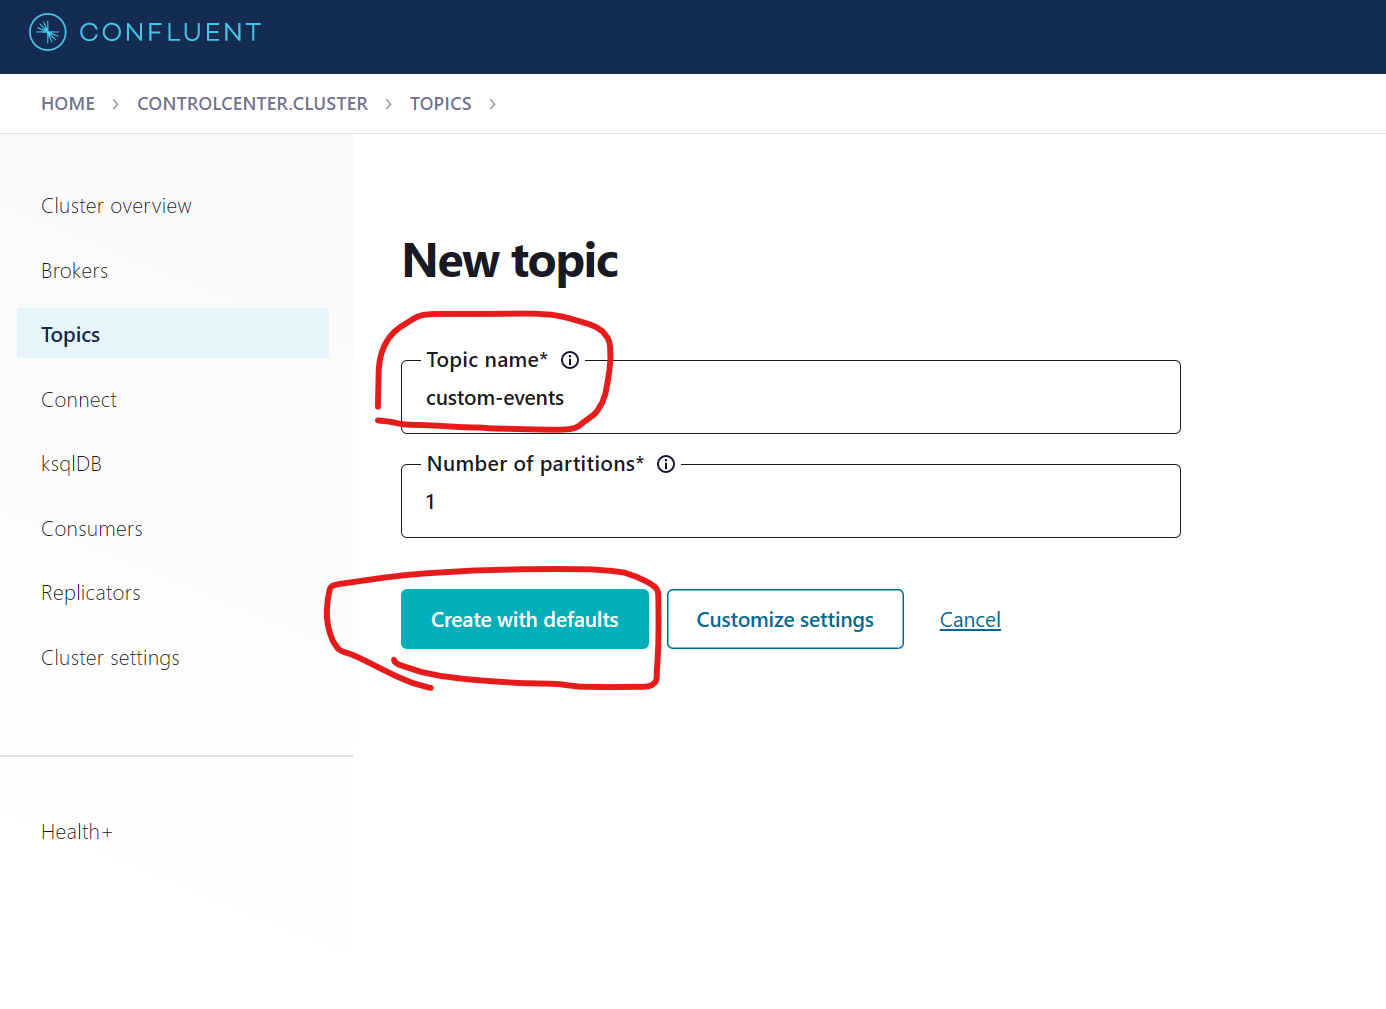 CONFLUENT
HOME > CONTROLCENTER.CLUSTER > TOPICS >
Cluster overview
Brokers
Topics
Connect
ksqlDB
Consumers
Replicators
Cluster settings
Health+
New topic
Topic name*
custom-events
Number of partitions*
1
Create with defaults Customize settings Cancel